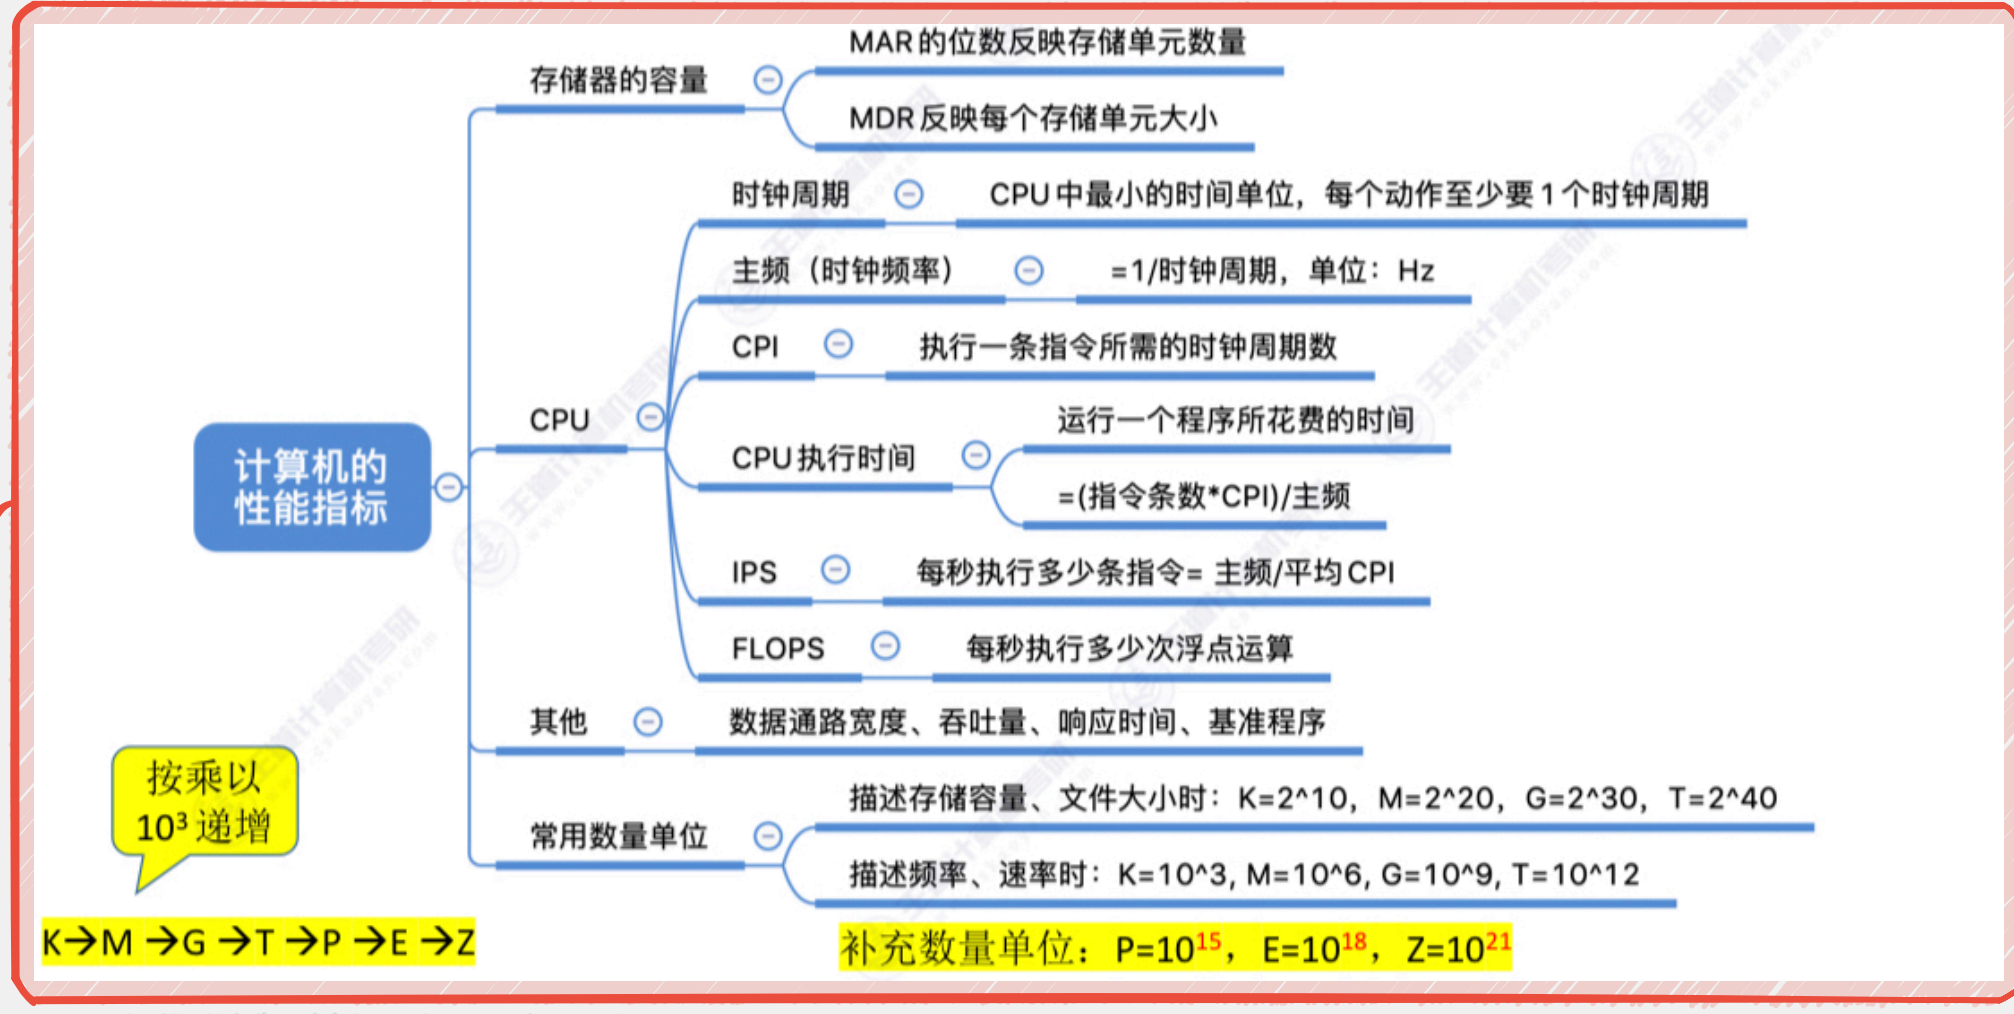 MAR的位数反映存储单元数量
存储器的容量
MDR反映每个存储单元大小
时钟周期
CPU中最小的时间单位，每个动作至少要1个时钟周期
主频（时钟频率）
=1/时钟周期，单位：Hz
CPI
执行一条指令所需的时钟周期数
CPU
运行一个程序所花费的时间
CPU执行时间
=(指令条数*CPI)/主频
计算机的
性能指标
IPS
每秒执行多少条指令= 主频/平均CPI
FLOPS
每秒执行多少次浮点运算
其他
数据通路宽度、吞吐量、响应时间、基准程序
描述存储容量、文件大小时：K=2^10，M=2^20，G=2^30，T=2^40
常用数量单位
描述频率、速率时：K=10^3, M=10^6, G=10^9, T=10^12
按乘以
10³递增
K→M →G →T →P →E →Z
补充数量单位：P=10¹⁵，E=10¹⁸，Z=10²¹
王道计算机考研
www.cskaoyan.com